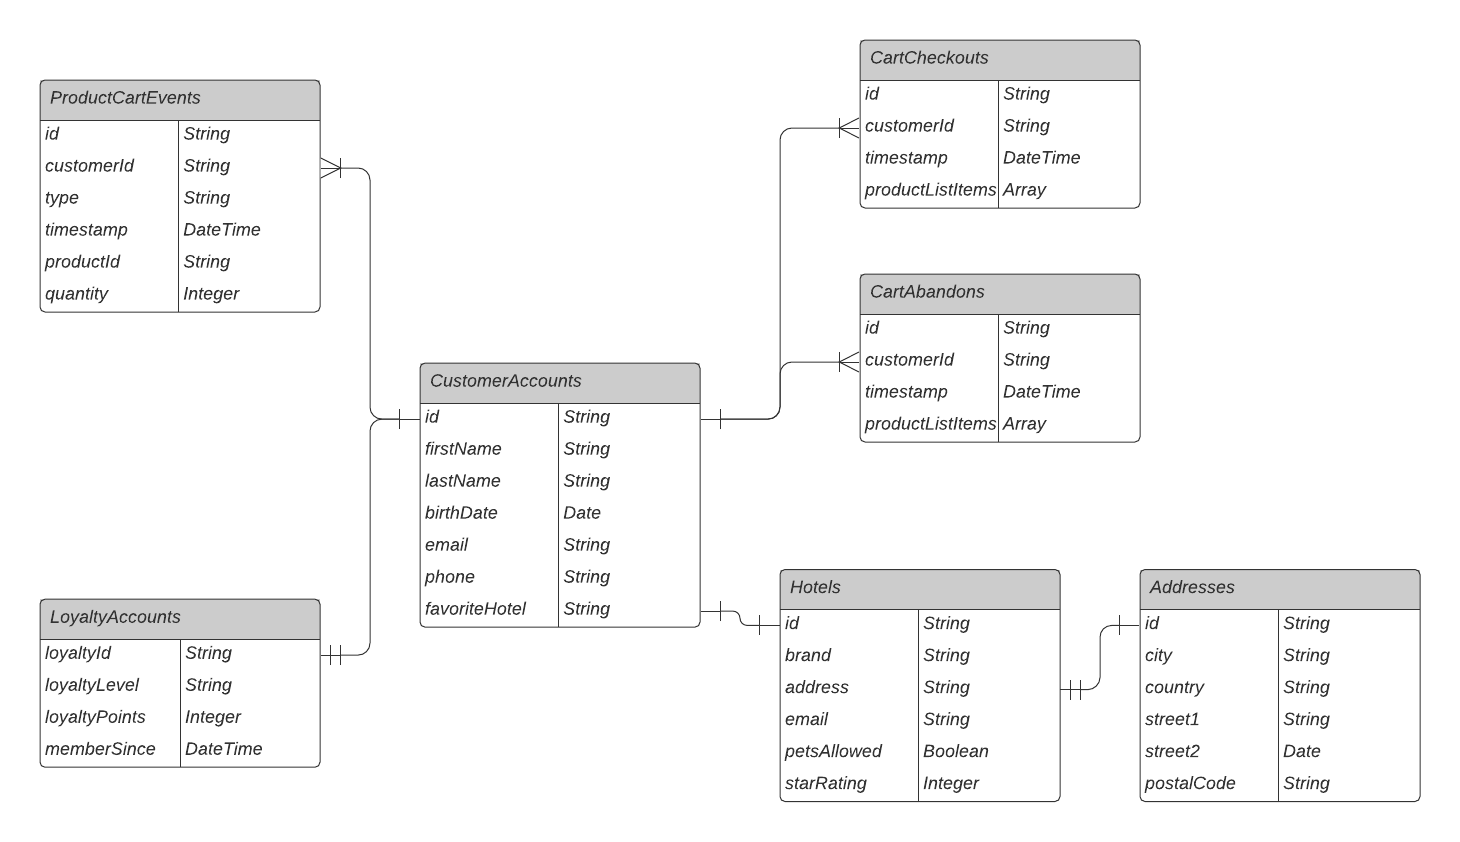 ProductCartEvents
id String
customerId String
type String
timestamp DateTime
productId String
quantity Integer
CartCheckouts
id String
customerId String
timestamp DateTime
productListItems Array
CartAbandons
id String
customerId String
timestamp DateTime
productListItems Array
CustomerAccounts
id String
firstName String
lastName String
birthDate Date
email String
phone String
favoriteHotel String
LoyaltyAccounts
loyaltyId String
loyaltyLevel String
loyaltyPoints Integer
memberSince DateTime
Hotels
id String
brand String
address String
email String
petsAllowed Boolean
starRating Integer
Addresses
id String
city String
country String
street1 String
street2 Date
postalCode String